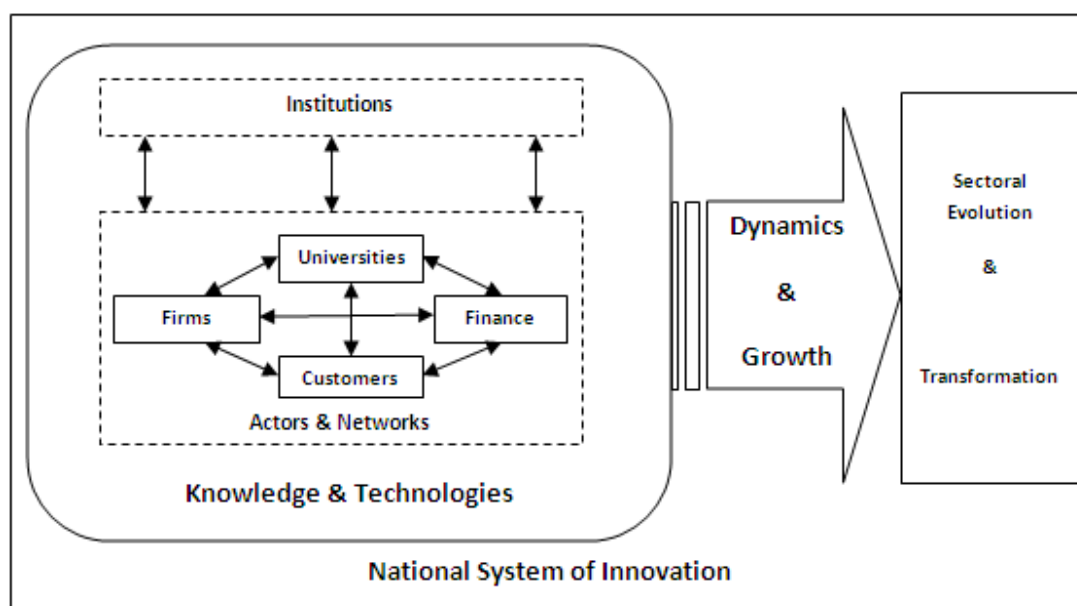 Institutions
Universities
Firms
Finance
Customers
Actors & Networks
Knowledge & Technologies
Dynamics
&
Growth
Sectoral
Evolution
&
Transformation
National System of Innovation